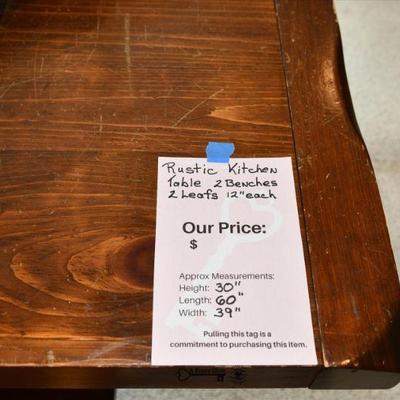 Rustic Kitchen
Table 2 Benches
2 Leafs 12" each
Our Price:
$
Approx Measurements:
Height: 30"
Length: 60"
Width: 39"
Pulling this tag is a
commitment to purchasing this item.